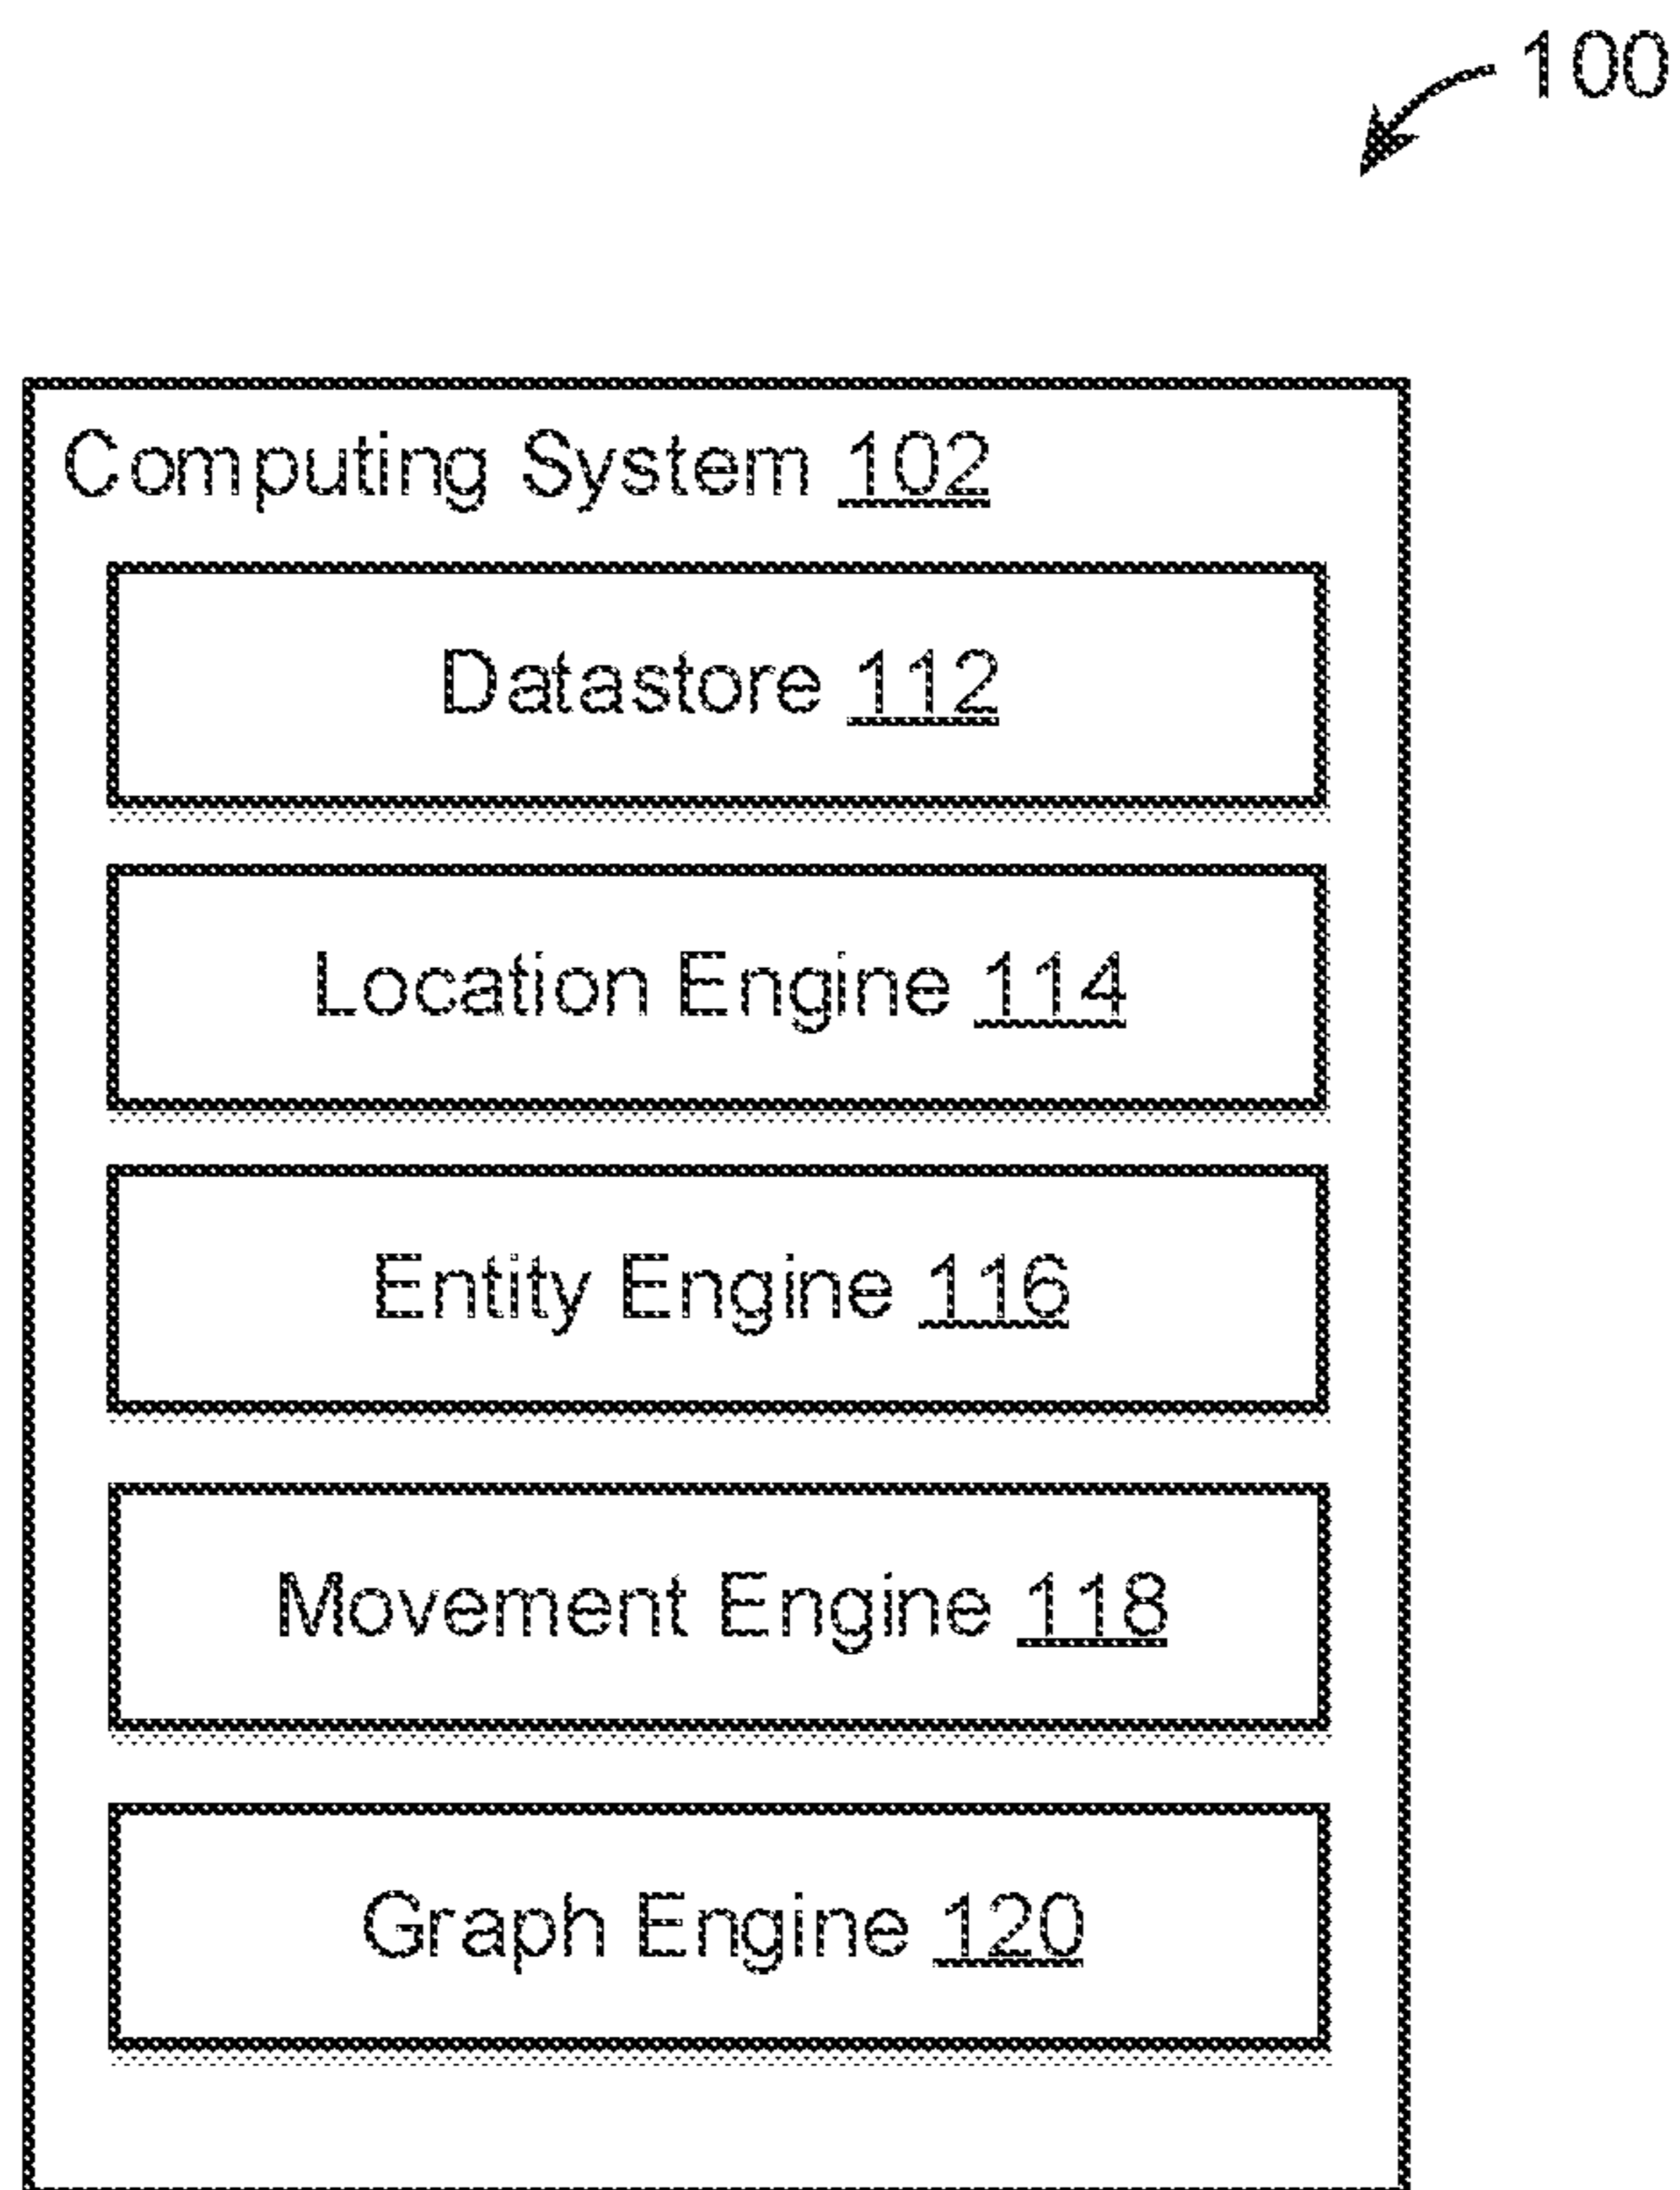 100
Computing System 102
Datastore 112
Location Engine 114
Entity Engine 116
Movement Engine 118
Graph Engine 120